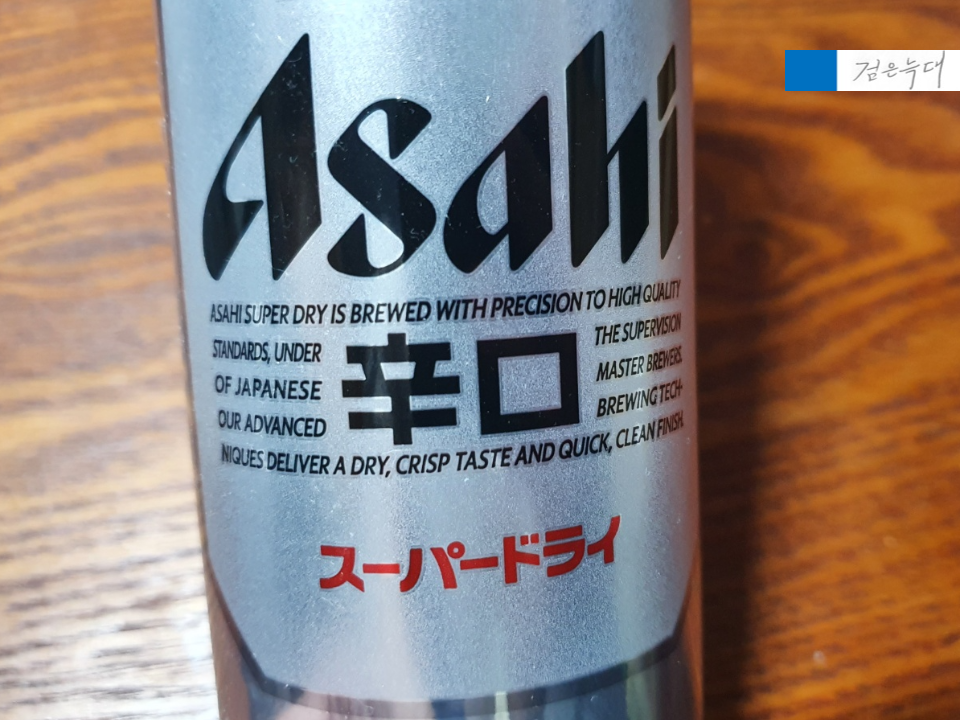 검은늑대
Asahi
ASAHI SUPER DRY IS BREWED WITH PRECISION TO HIGH QUALITY
STANDARDS, UNDER 辛口 THE SUPERVISION
OF JAPANESE MASTER BREWERS.
OUR ADVANCED BREWING TECH-
NIQUES DELIVER A DRY, CRISP TASTE AND QUICK, CLEAN FINISH.
スーパードライ